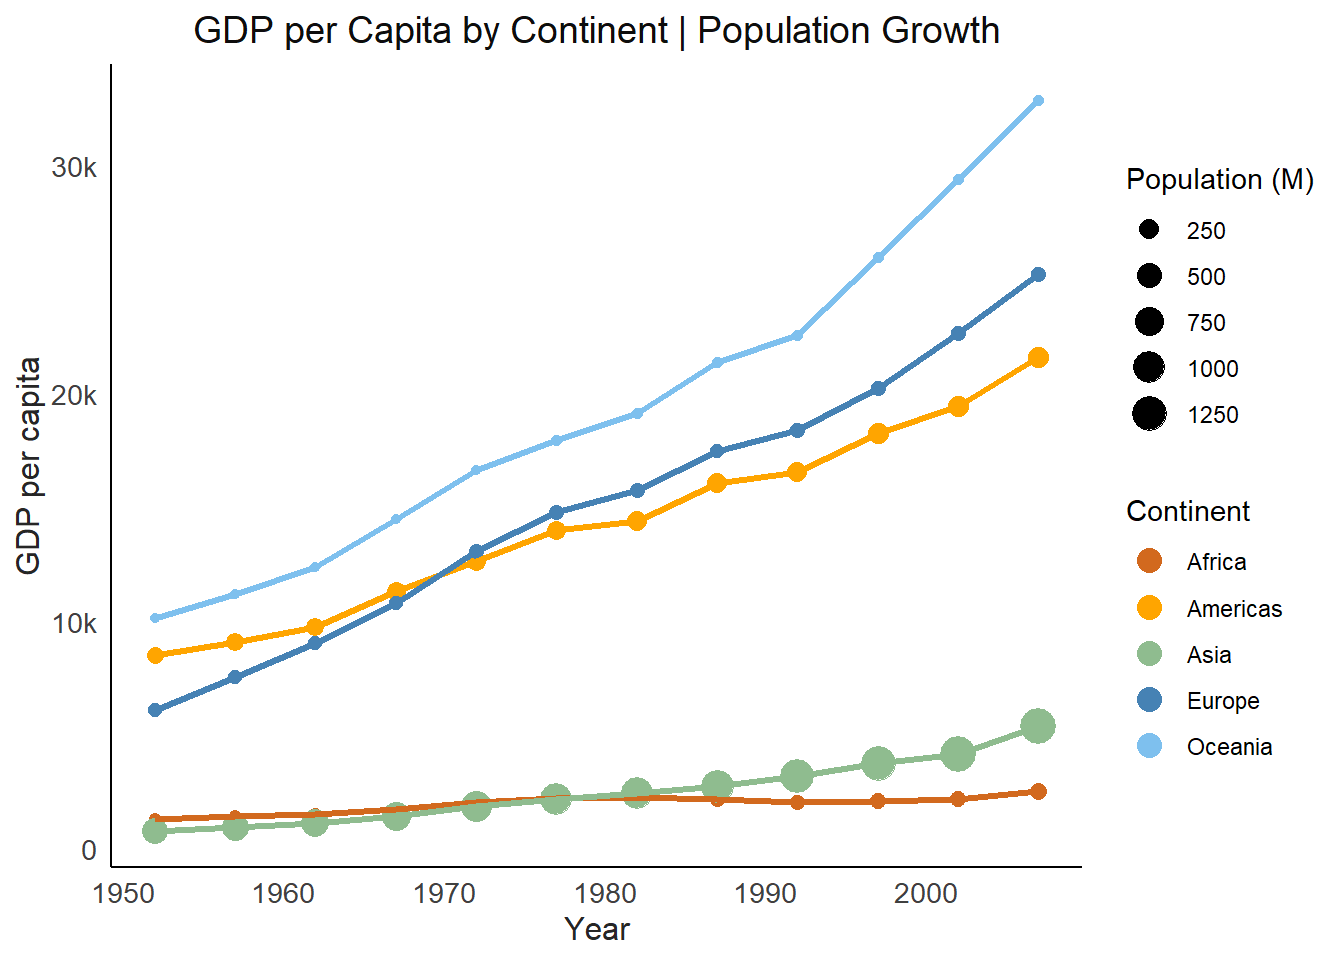 GDP per Capita by Continent | Population Growth
GDP per capita
30k
20k
10k
0
1950 1960 1970 1980 1990 2000
Year
Population (M)
250
500
750
1000
1250
Continent
Africa
Americas
Asia
Europe
Oceania